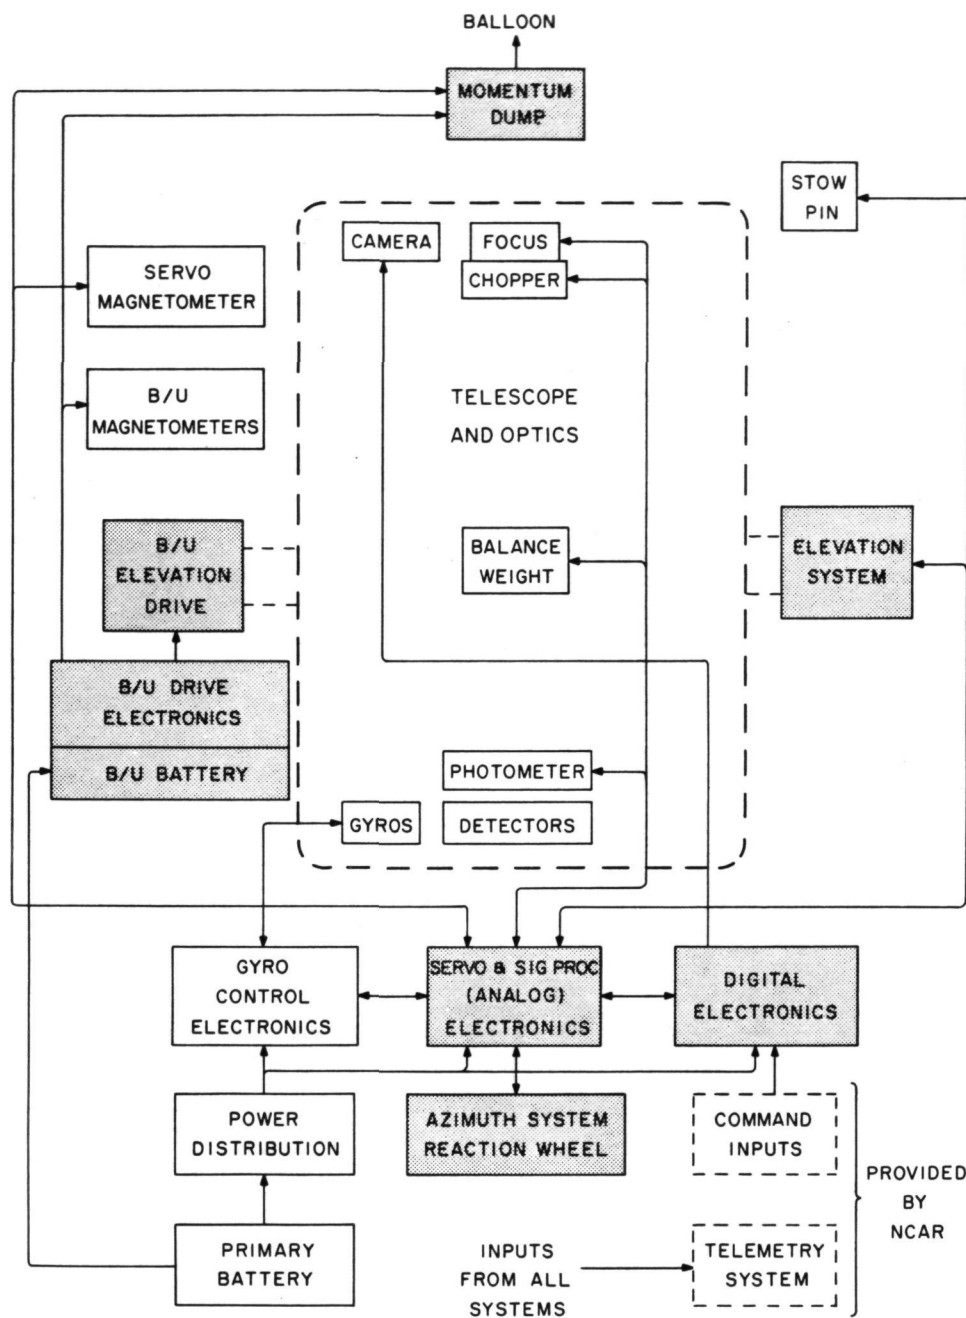 BALLOON
MOMENTUM
DUMP
STOW
PIN
CAMERA
FOCUS
CHOPPER
SERVO
MAGNETOMETER
B/U
MAGNETOMETERS
TELESCOPE
AND OPTICS
B/U
ELEVATION
DRIVE
BALANCE
WEIGHT
ELEVATION
SYSTEM
B/U DRIVE
ELECTRONICS
B/U BATTERY
PHOTOMETER
GYROS
DETECTORS
GYRO
CONTROL
ELECTRONICS
SERVO & SIG PROC
(ANALOG)
ELECTRONICS
DIGITAL
ELECTRONICS
POWER
DISTRIBUTION
AZIMUTH SYSTEM
REACTION WHEEL
COMMAND
INPUTS
PROVIDED
BY
NCAR
PRIMARY
BATTERY
INPUTS
FROM ALL
SYSTEMS
TELEMETRY
SYSTEM